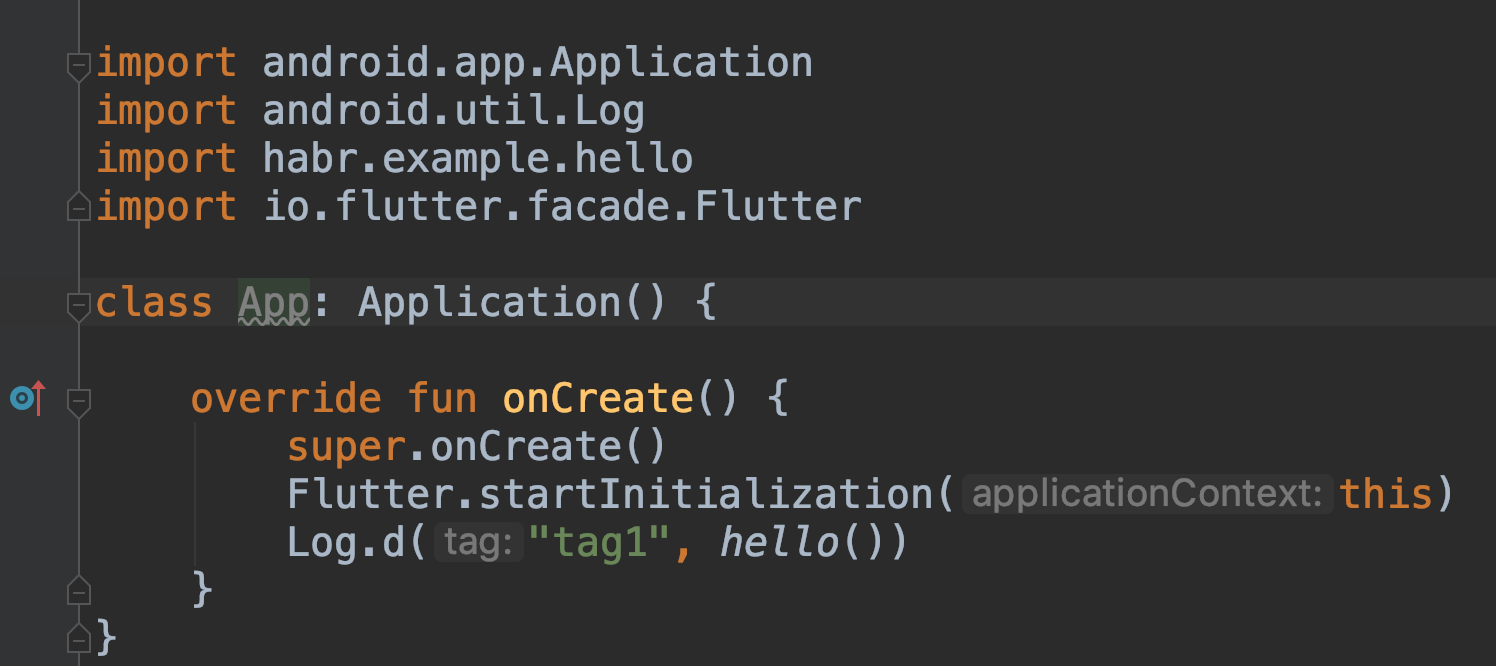 import android.app.Application
import android.util.Log
import habr.example.hello
import io.flutter.facade.Flutter
class App: Application() {
override fun onCreate() {
super.onCreate()
Flutter.startInitialization( applicationContext: this)
Log.d( tag: "tag1", hello())
}
}